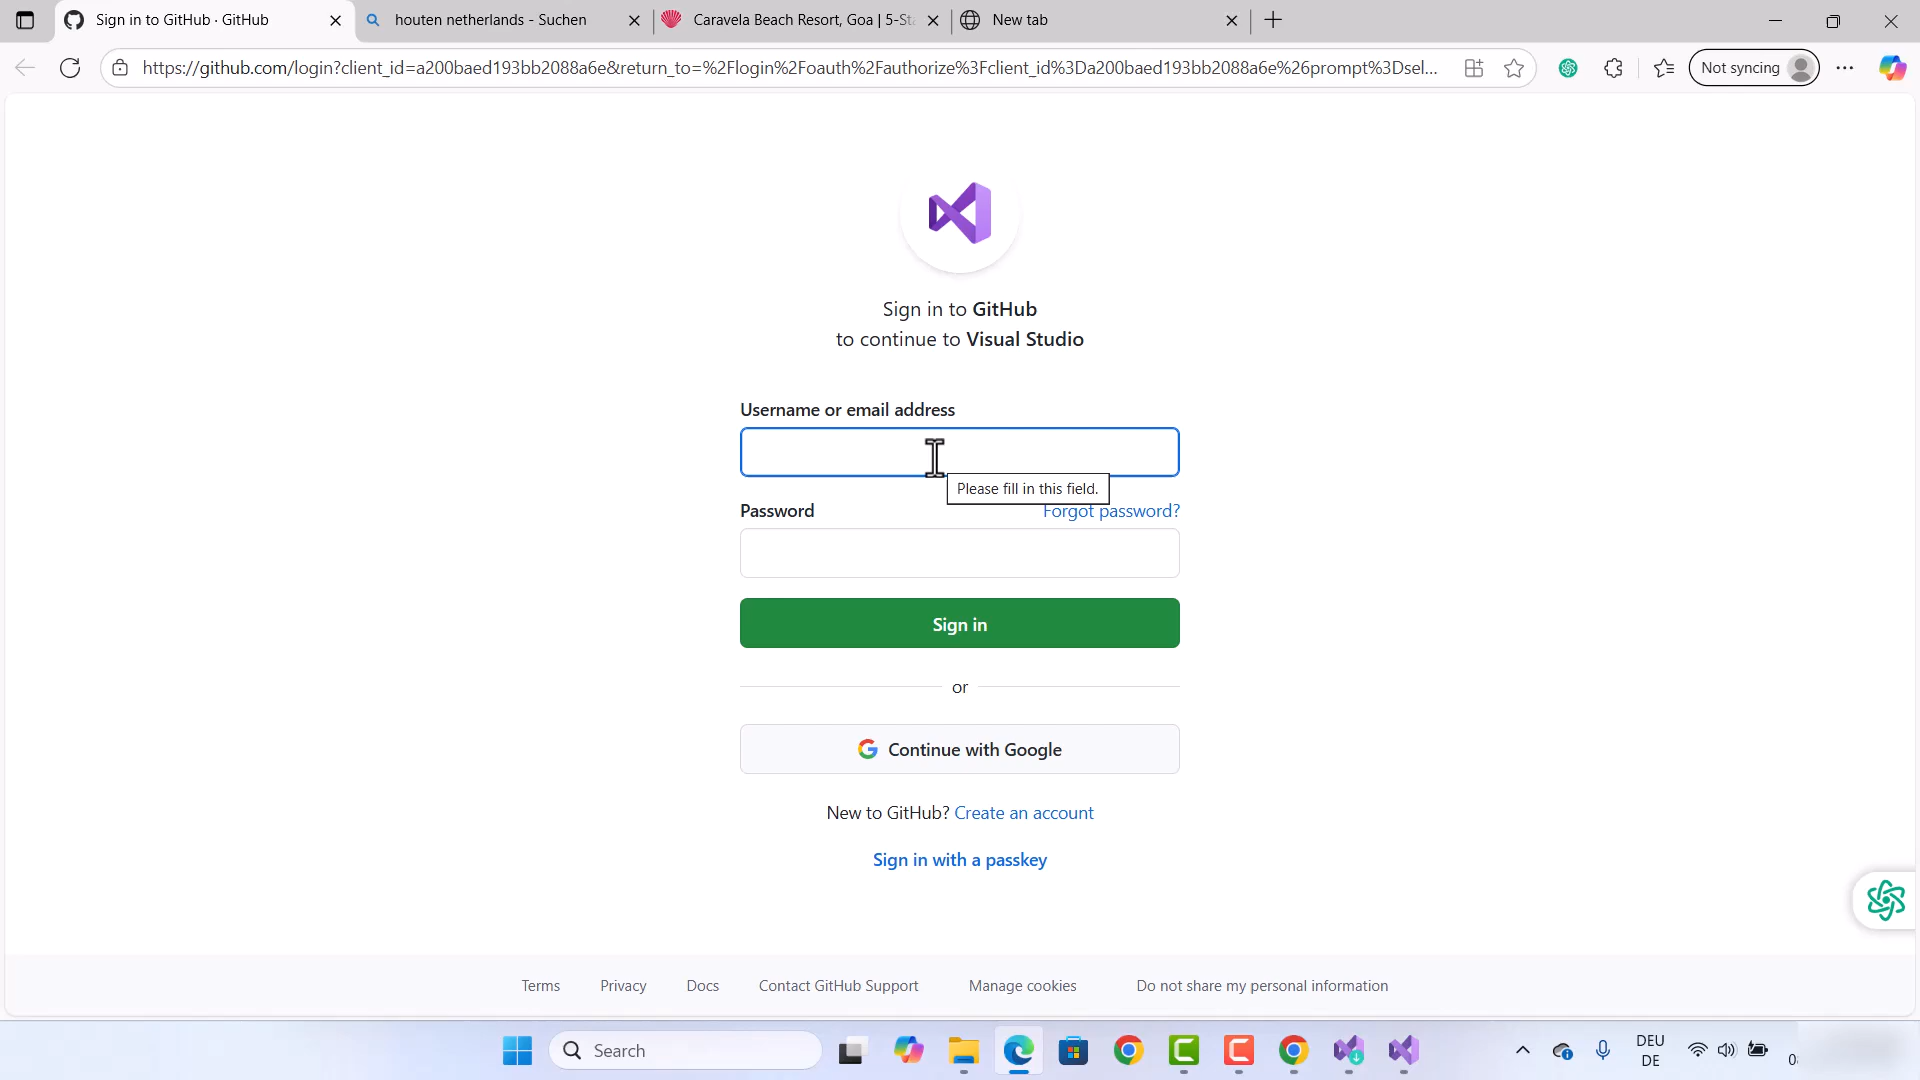 Sign in to GitHub · GitHub
houten netherlands - Suchen
Caravela Beach Resort, Goa | 5-Sta
New tab
https://github.com/login?client_id=a200baed193bb2088a6e&return_to=%2Flogin%2Foauth%2Fauthorize%3Fclient_id%3Da200baed193bb2088a6e%26prompt%3Dsel...
Not syncing
Sign in to GitHub
to continue to Visual Studio
Username or email address
Please fill in this field.
Password
Forgot password?
Sign in
or
Continue with Google
New to GitHub? Create an account
Sign in with a passkey
Terms
Privacy
Docs
Contact GitHub Support
Manage cookies
Do not share my personal information
Search
DEU
DE